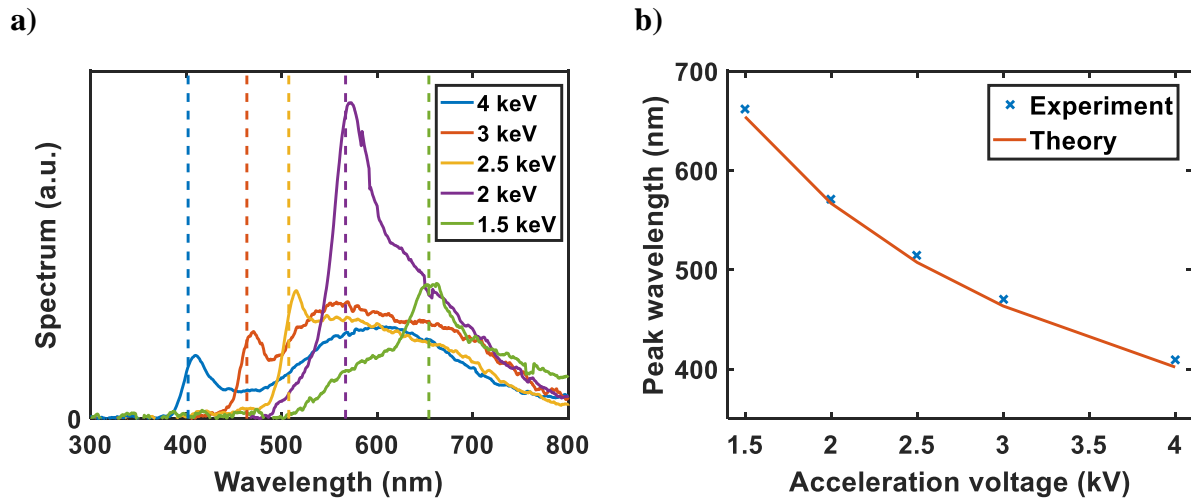 a)
Spectrum (a.u.)
0
300
400
500
600
700
800
Wavelength (nm)
4 keV
3 keV
2.5 keV
2 keV
1.5 keV
b)
Peak wavelength (nm)
700
600
500
400
1.5
2
2.5
3
3.5
4
Acceleration voltage (kV)
Experiment
Theory